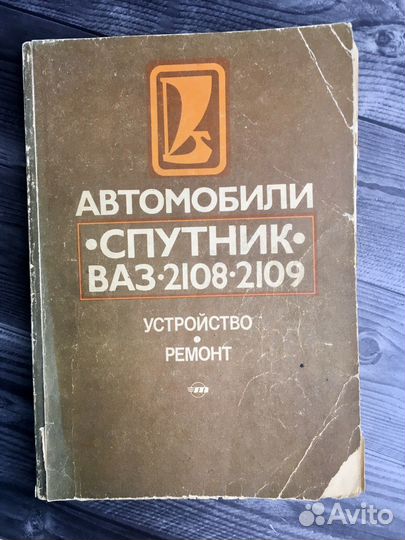 АВТОМОБИЛИ
•СПУТНИК•
ВАЗ·2108·2109
УСТРОЙСТВО
•
РЕМОНТ
Avito